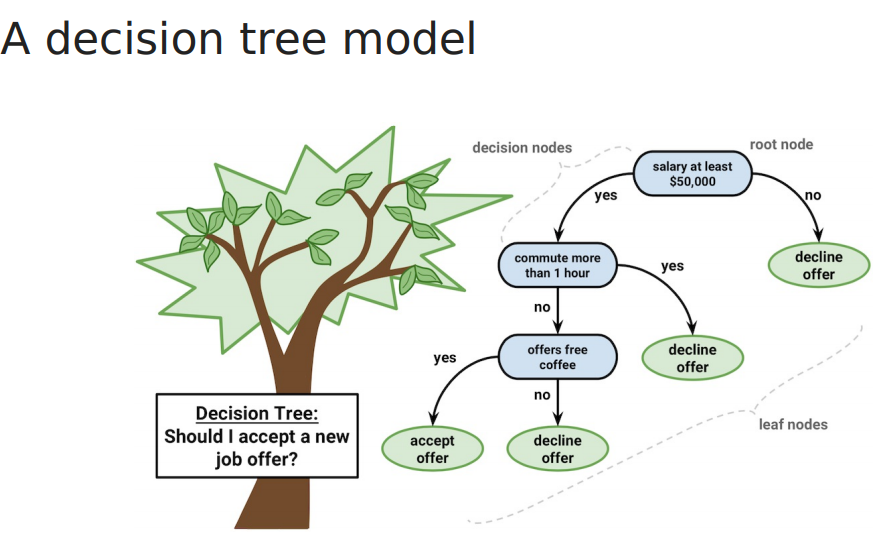 A decision tree model
decision nodes
root node
salary at least
$50,000
yes
no
commute more
than 1 hour
yes
decline
offer
no
offers free
coffee
decline
offer
yes
no
Decision Tree:
Should I accept a new
job offer?
accept
offer
decline
offer
leaf nodes